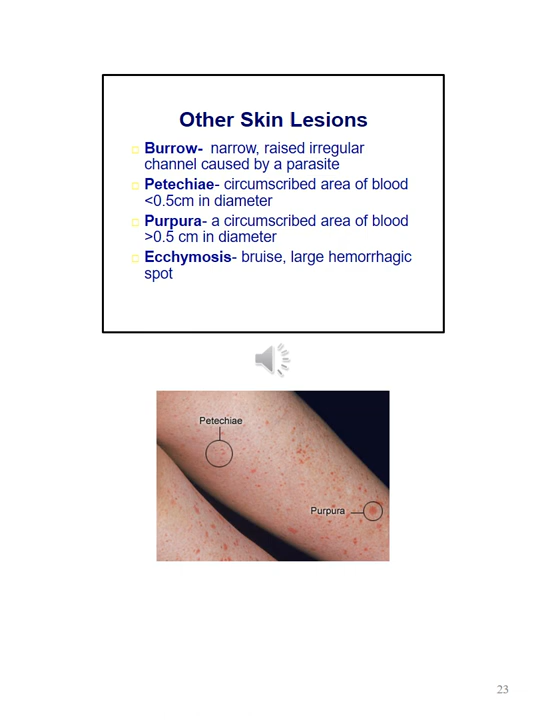 Other Skin Lesions
Burrow-  narrow, raised irregular
channel caused by a parasite
Petechiae- circumscribed area of blood
<0.5cm in diameter
Purpura- a circumscribed area of blood
>0.5 cm in diameter
Ecchymosis- bruise, large hemorrhagic
spot
Petechiae
Purpura
23